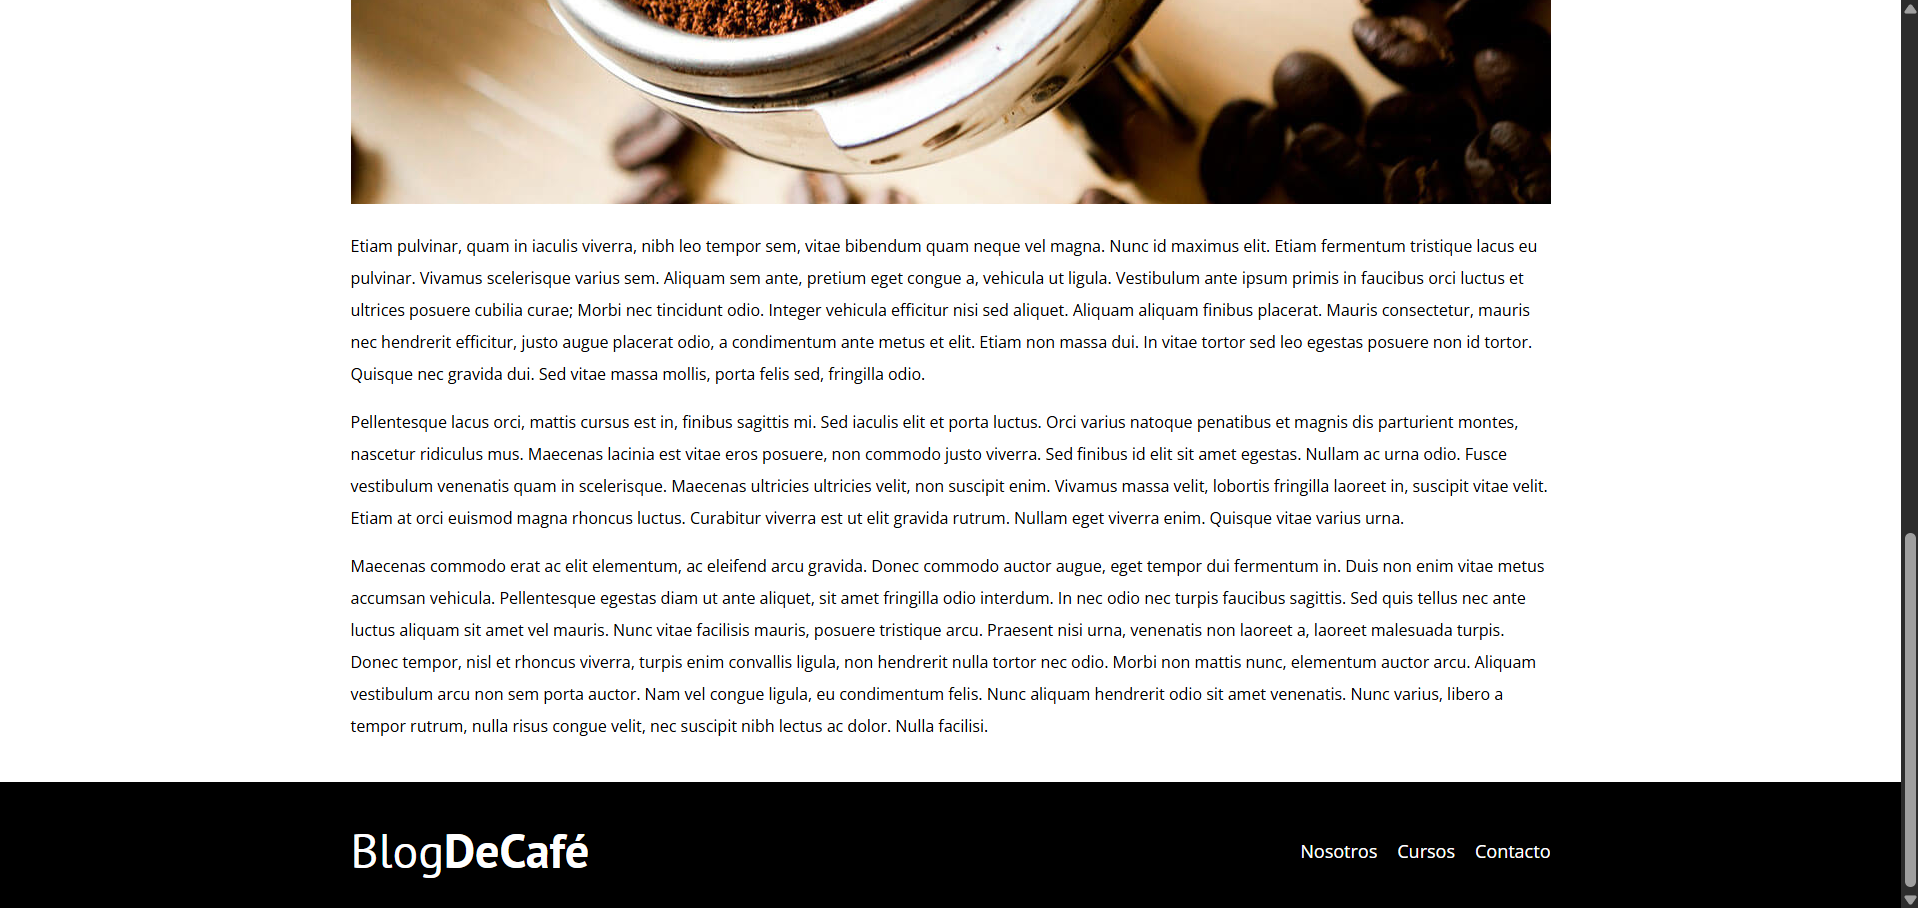 Etiam pulvinar, quam in iaculis viverra, nibh leo tempor sem, vitae bibendum quam neque vel magna. Nunc id maximus elit. Etiam fermentum tristique lacus eu
pulvinar. Vivamus scelerisque varius sem. Aliquam sem ante, pretium eget congue a, vehicula ut ligula. Vestibulum ante ipsum primis in faucibus orci luctus et
ultrices posuere cubilia curae; Morbi nec tincidunt odio. Integer vehicula efficitur nisi sed aliquet. Aliquam aliquam finibus placerat. Mauris consectetur, mauris
nec hendrerit efficitur, justo augue placerat odio, a condimentum ante metus et elit. Etiam non massa dui. In vitae tortor sed leo egestas posuere non id tortor.
Quisque nec gravida dui. Sed vitae massa mollis, porta felis sed, fringilla odio.
Pellentesque lacus orci, mattis cursus est in, finibus sagittis mi. Sed iaculis elit et porta luctus. Orci varius natoque penatibus et magnis dis parturient montes,
nascetur ridiculus mus. Maecenas lacinia est vitae eros posuere, non commodo justo viverra. Sed finibus id elit sit amet egestas. Nullam ac urna odio. Fusce
vestibulum venenatis quam in scelerisque. Maecenas ultricies ultricies velit, non suscipit enim. Vivamus massa velit, lobortis fringilla laoreet in, suscipit vitae velit.
Etiam at orci euismod magna rhoncus luctus. Curabitur viverra est ut elit gravida rutrum. Nullam eget viverra enim. Quisque vitae varius urna.
Maecenas commodo erat ac elit elementum, ac eleifend arcu gravida. Donec commodo auctor augue, eget tempor dui fermentum in. Duis non enim vitae metus
accumsan vehicula. Pellentesque egestas diam ut ante aliquet, sit amet fringilla odio interdum. In nec odio nec turpis faucibus sagittis. Sed quis tellus nec ante
luctus aliquam sit amet vel mauris. Nunc vitae facilisis mauris, posuere tristique arcu. Praesent nisi urna, venenatis non laoreet a, laoreet malesuada turpis.
Donec tempor, nisl et rhoncus viverra, turpis enim convallis ligula, non hendrerit nulla tortor nec odio. Morbi non mattis nunc, elementum auctor arcu. Aliquam
vestibulum arcu non sem porta auctor. Nam vel congue ligula, eu condimentum felis. Nunc aliquam hendrerit odio sit amet venenatis. Nunc varius, libero a
tempor rutrum, nulla risus congue velit, nec suscipit nibh lectus ac dolor. Nulla facilisi.
BlogDeCafé
Nosotros Cursos Contacto